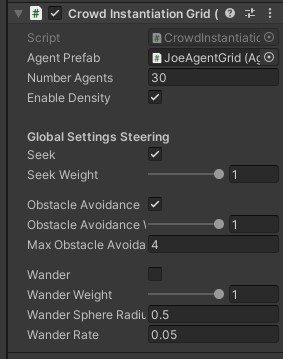 Crowd Instantiation Grid (
Script CrowdInstantiatic
Agent Prefab JoeAgentGrid (Ag
Number Agents 30
Enable Density
Global Settings Steering
Seek
Seek Weight 1
Obstacle Avoidance
Obstacle Avoidance 1
Max Obstacle Avoida 4
Wander
Wander Weight 1
Wander Sphere Radiu 0.5
Wander Rate 0.05